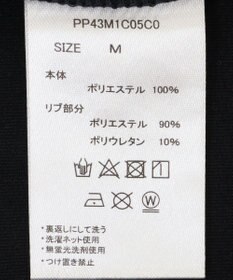 PP43M1C05C0
SIZE M
本体
ポリエステル 100%
リブ部分
ポリエステル 90%
ポリウレタン 10%
・裏返しにして洗う
・洗濯ネット使用
・無蛍光洗剤使用
・つけ置き禁止